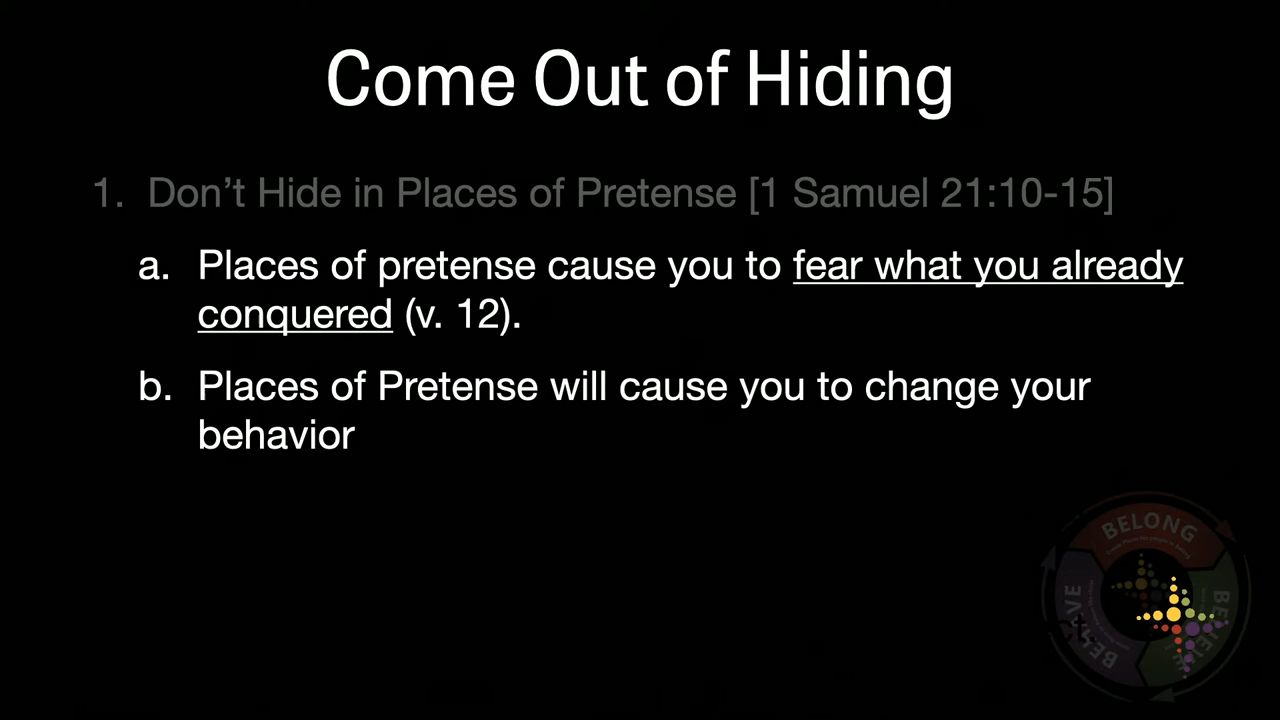 Come Out of Hiding
1. Don’t Hide in Places of Pretense [1 Samuel 21:10-15]
a. Places of pretense cause you to fear what you already
conquered (v. 12).
b. Places of Pretense will cause you to change your
behavior
BELONG